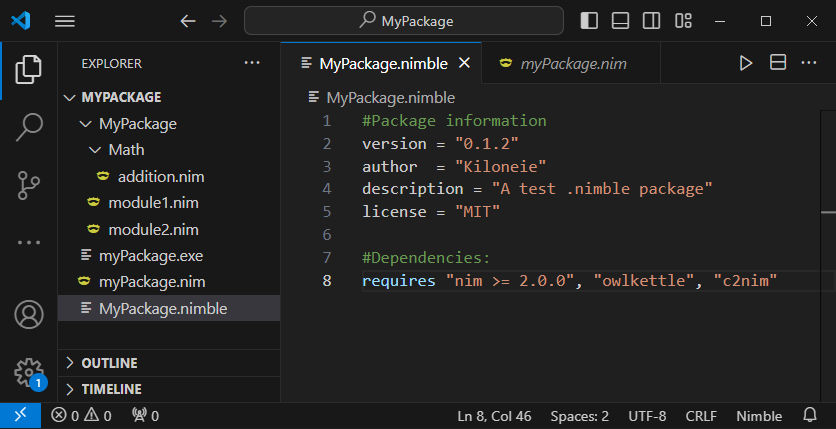 MyPackage
EXPLORER
MyPackage.nimble
myPackage.nim
MYPACKAGE
MyPackage
Math
addition.nim
module1.nim
module2.nim
myPackage.exe
myPackage.nim
MyPackage.nimble
OUTLINE
TIMELINE
1
MyPackage.nimble
1 #Package information
2 version = "0.1.2"
3 author  = "Kiloneie"
4 description = "A test .nimble package"
5 license = "MIT"
6
7 #Dependencies:
8 requires "nim >= 2.0.0", "owlkettle", "c2nim"
0 0 0 Ln 8, Col 46 Spaces: 2 UTF-8 CRLF Nimble